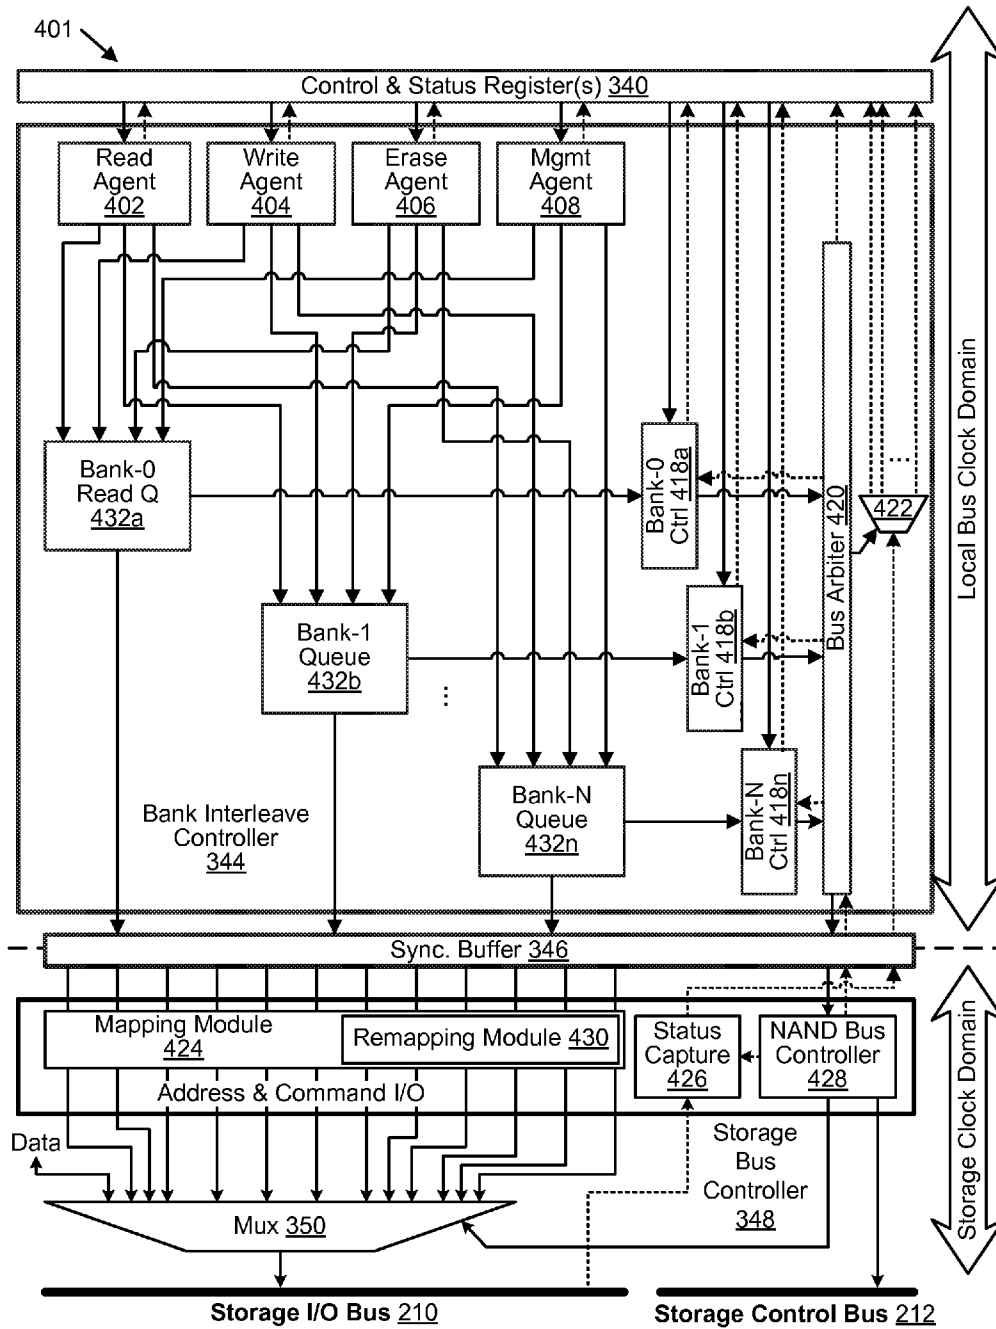 401
Control & Status Register(s) 340
Read
Agent
402
Write
Agent
404
Erase
Agent
406
Mgmt
Agent
408
Bank-0
Read Q
432a
Bank-0
Ctrl 418a
Bus Arbiter 420
422
...
Bank-1
Queue
432b
...
Bank-1
Ctrl 418b
Bank-N
Queue
432n
Bank-N
Ctrl 418n
Bank Interleave
Controller
344
Local Bus Clock Domain
Sync. Buffer 346
Mapping Module
424
Remapping Module 430
Status
Capture
426
NAND Bus
Controller
428
Address & Command I/O
Storage
Bus
Controller
348
Storage Clock Domain
Data
Mux 350
Storage I/O Bus 210
Storage Control Bus 212